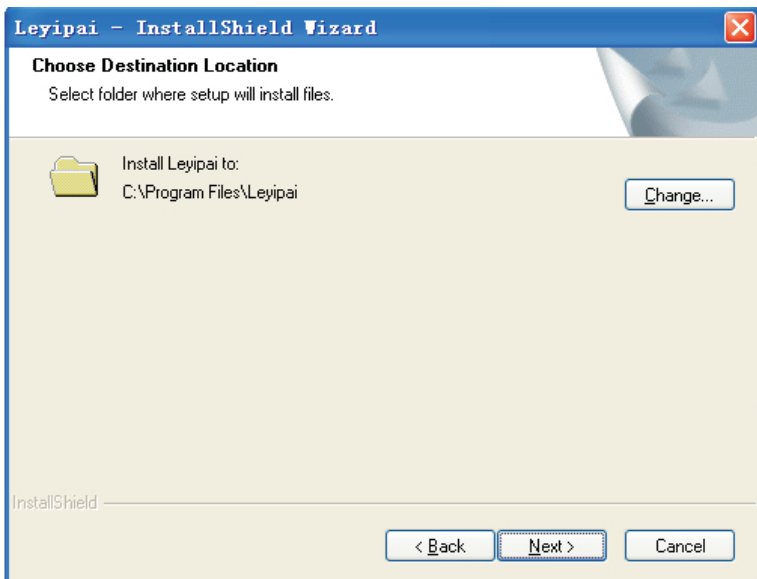 Leyipai - InstallShield Wizard
Choose Destination Location
Select folder where setup will install files.
Install Leyipai to:
C:\Program Files\Leyipai
Change...
InstallShield
< Back
Next >
Cancel